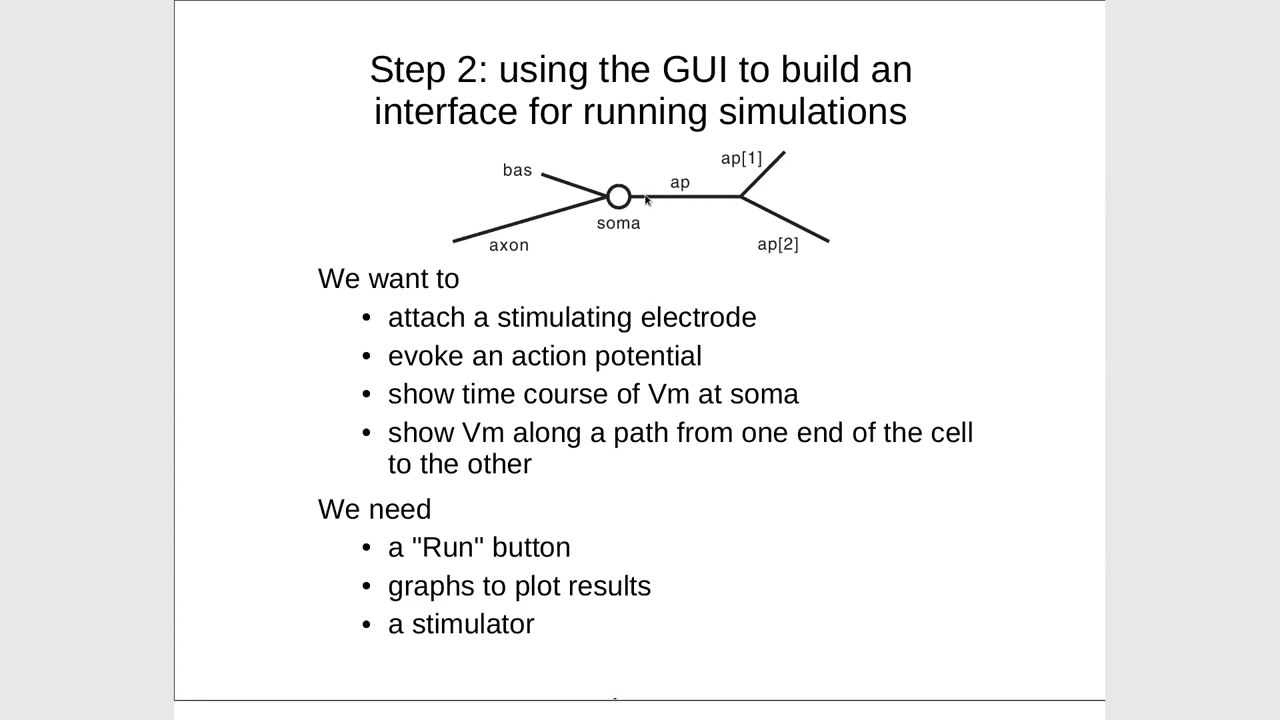 Step 2: using the GUI to build an
interface for running simulations
ap[1]
bas
ap
soma
axon
ap[2]
We want to
• attach a stimulating electrode
• evoke an action potential
• show time course of Vm at soma
• show Vm along a path from one end of the cell
to the other
We need
• a "Run" button
• graphs to plot results
• a stimulator